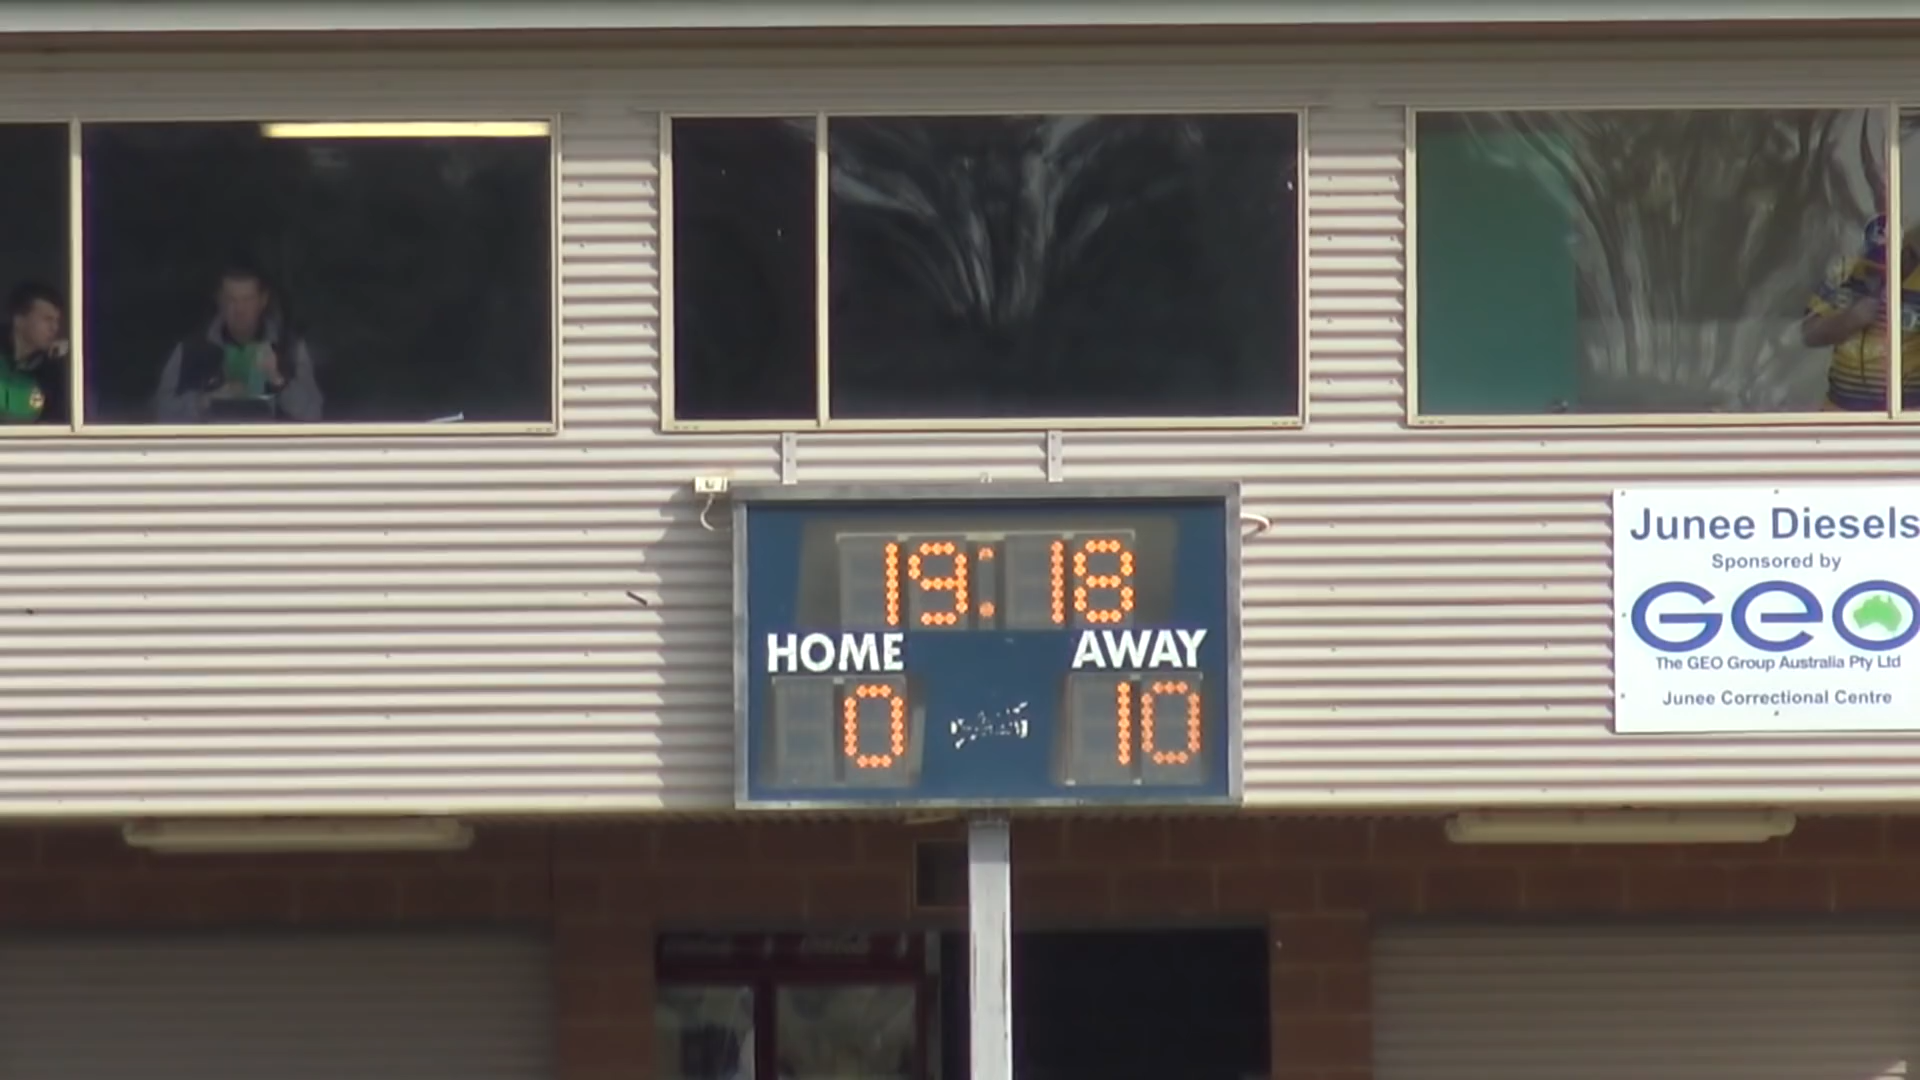 19:18
HOME AWAY
0 10
Junee Diesels
Sponsored by
GEO
The GEO Group Australia Pty Ltd
Junee Correctional Centre